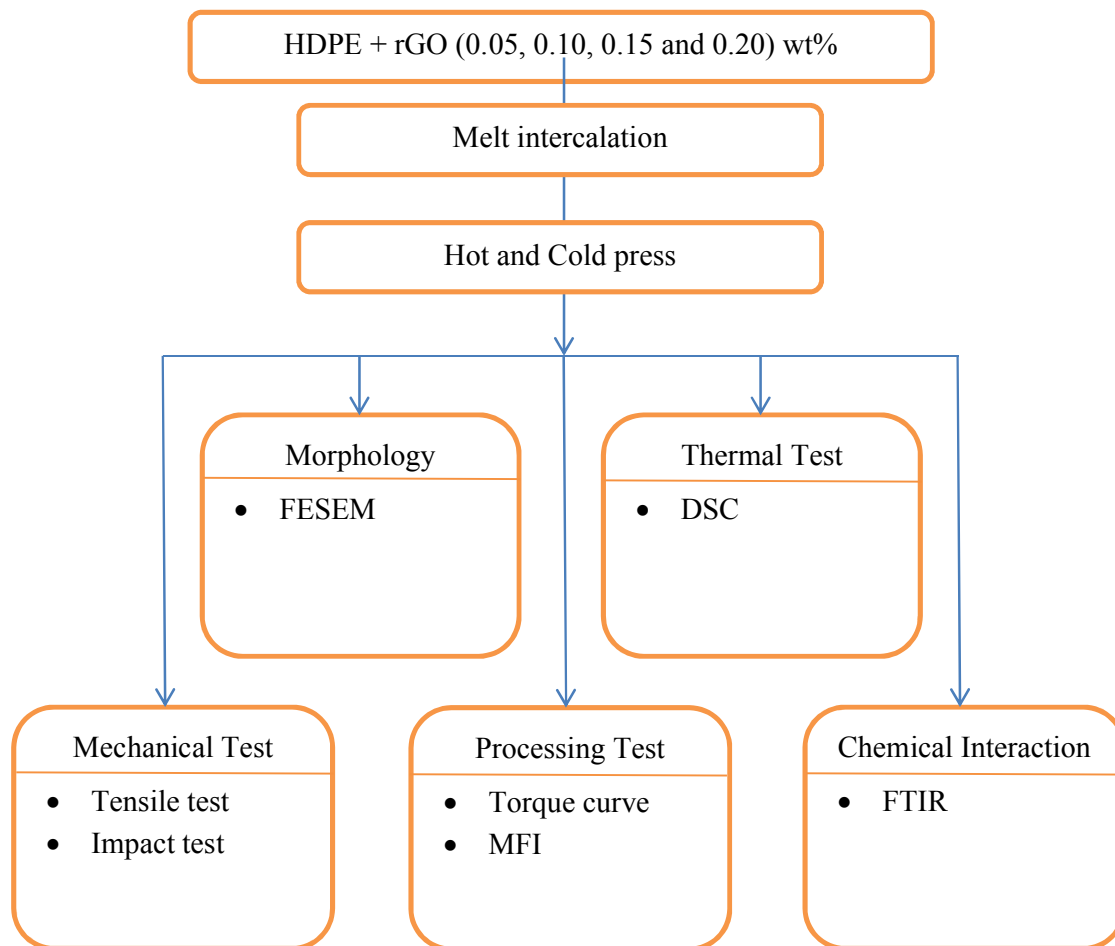 HDPE + rGO (0.05, 0.10, 0.15 and 0.20) wt%
Melt intercalation
Hot and Cold press
Morphology
• FESEM
Thermal Test
• DSC
Mechanical Test
• Tensile test
• Impact test
Processing Test
• Torque curve
• MFI
Chemical Interaction
• FTIR